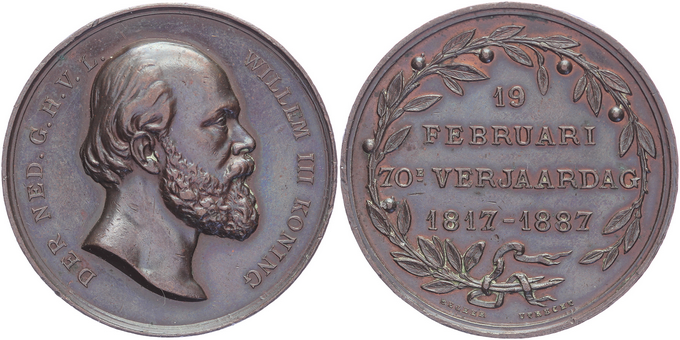 WILLEM III KONING
DER NED. G. H. V. L.
19
FEBRUARI
70E VERJAARDAG
1817-1887